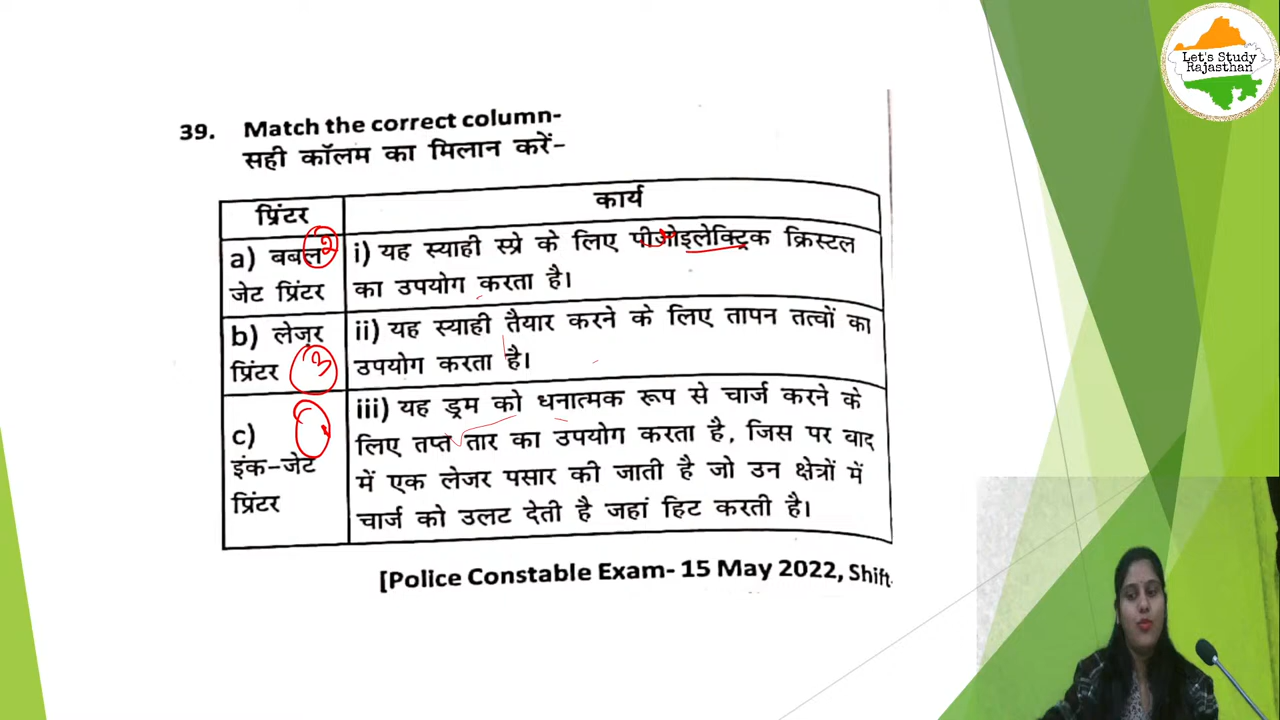 Let's Study
Rajasthan
39. Match the correct column-
सही कॉलम का मिलान करें-
प्रिंटर
कार्य
a) बबल 2
जेट प्रिंटर
i) यह स्याही स्प्रे के लिए पीजोइलेक्ट्रिक क्रिस्टल
का उपयोग करता है।
b) लेज़र
प्रिंटर 3
ii) यह स्याही तैयार करने के लिए तापन तत्वों का
उपयोग करता है।
c)
इंक-जेट
प्रिंटर
iii) यह ड्रम को धनात्मक रूप से चार्ज करने के
लिए तप्त तार का उपयोग करता है, जिस पर वाद
में एक लेजर पसार की जाती है जो उन क्षेत्रों में
चार्ज को उलट देती है जहां हिट करती है।
[Police Constable Exam- 15 May 2022, Shift